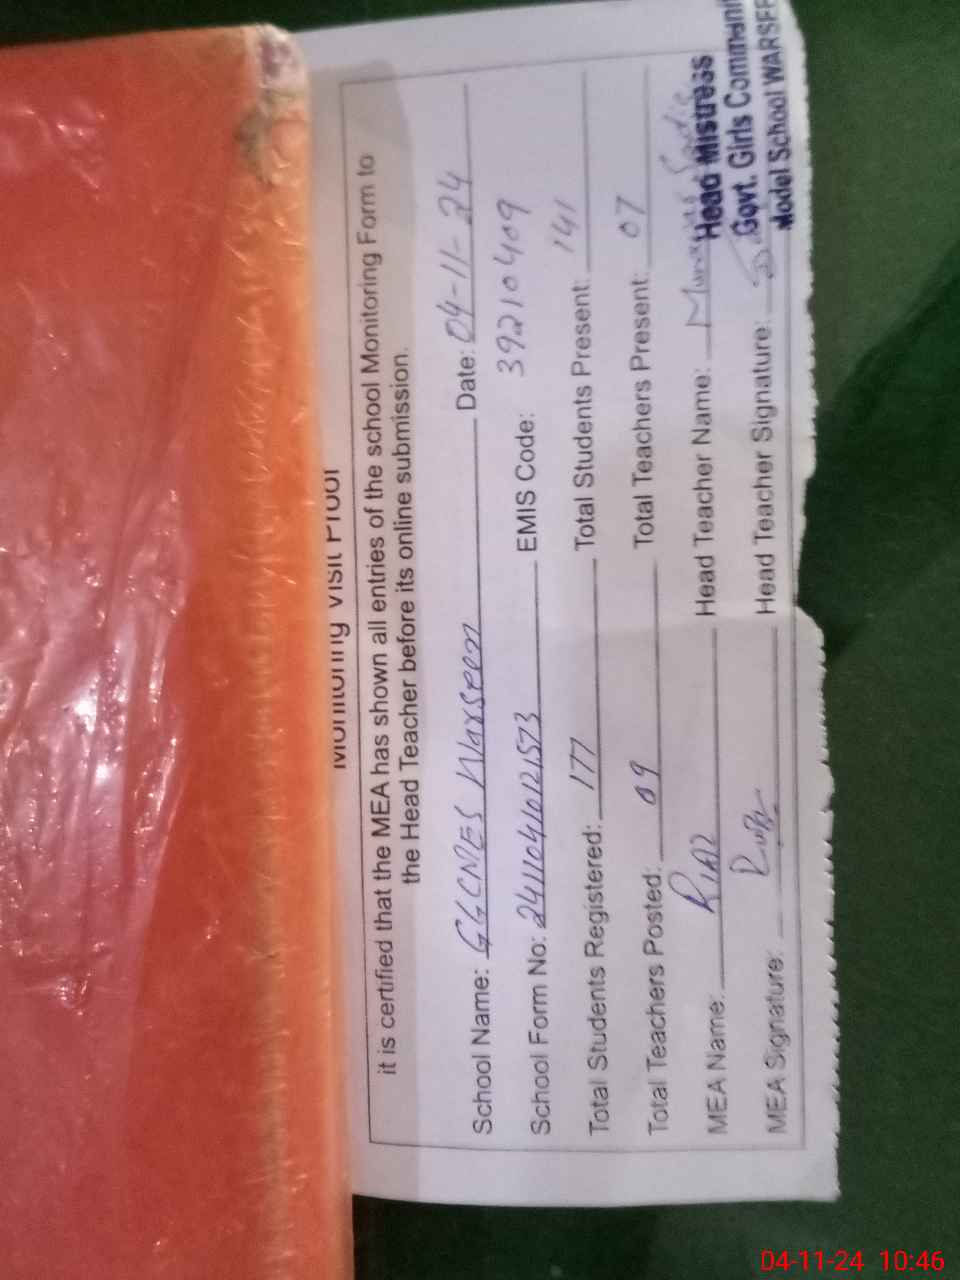 Monitoring Visit Proof
it is certified that the MEA has shown all entries of the school Monitoring Form to
the Head Teacher before its online submission.
School Name: GGCMES Warseen Date: 04-11-24
School Form No: 24110410121573 EMIS Code: 39210409
Total Students Registered: 177 Total Students Present: 141
Total Teachers Posted: 09 Total Teachers Present: 07
MEA Name: RIAZ Head Teacher Name:
MEA Signature: Head Teacher Signature:
Head Mistress
Govt. Girls Communi
Model School WARSEE
04-11-24 10:46